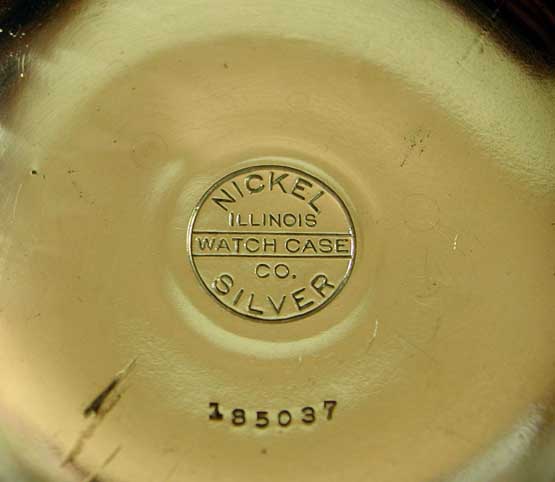 NICKEL
ILLINOIS
WATCH CASE
CO.
SILVER
185037